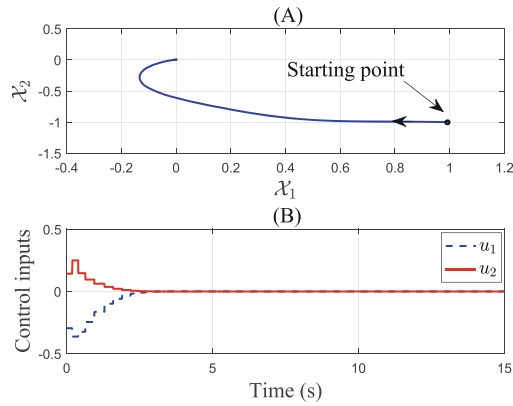 (A)
0.5
0
-0.5
-1
-1.5
𝒳₂
Starting point
-0.4 -0.2 0 0.2 0.4 0.6 0.8 1 1.2
𝒳₁
(B)
0.5
0
-0.5
Control inputs
u₁
u₂
0 5 10 15
Time (s)